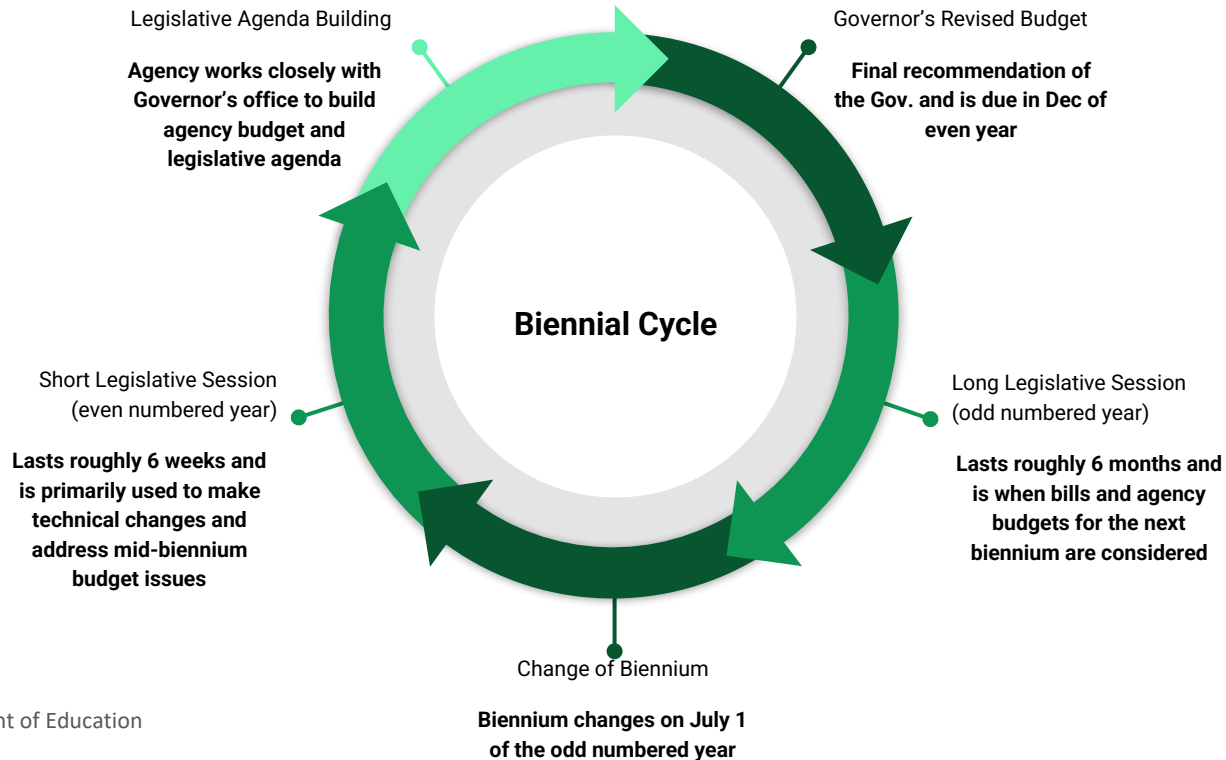 Legislative Agenda Building
Agency works closely with
Governor’s office to build
agency budget and
legislative agenda
Governor’s Revised Budget
Final recommendation of
the Gov. and is due in Dec of
even year
Biennial Cycle
Short Legislative Session
(even numbered year)
Lasts roughly 6 weeks and
is primarily used to make
technical changes and
address mid-biennium
budget issues
Long Legislative Session
(odd numbered year)
Lasts roughly 6 months and
is when bills and agency
budgets for the next
biennium are considered
Change of Biennium
Biennium changes on July 1
of the odd numbered year
nt of Education